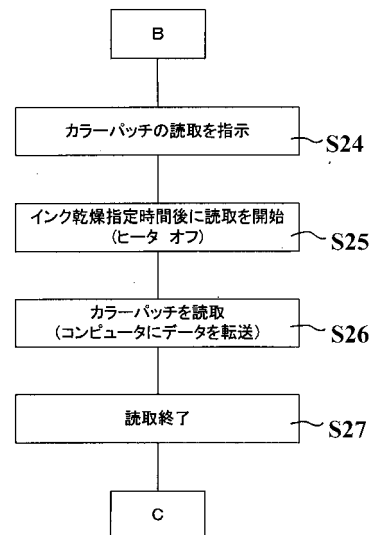 B
カラーパッチの読取を指示
S24
インク乾燥指定時間後に読取を開始
(ヒータ オフ)
S25
カラーパッチを読取
(コンピュータにデータを転送)
S26
読取終了
S27
C